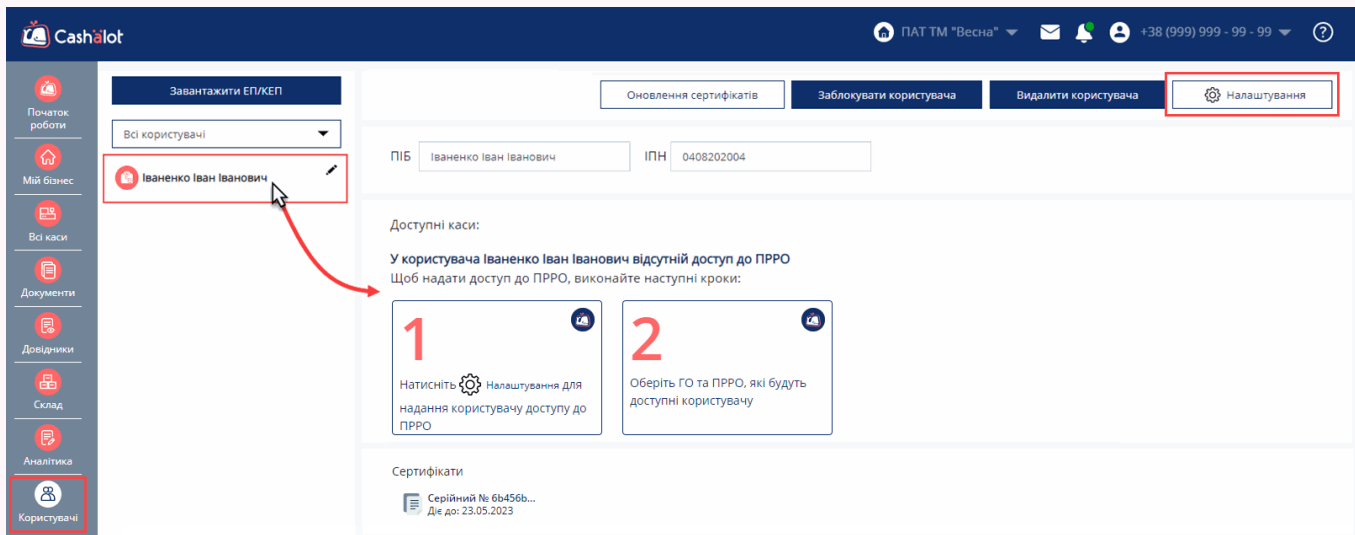 Cashalot
ПАТ ТМ "Весна"
+38 (999) 999 - 99 - 99
Початок
роботи
Мій бізнес
Всі каси
Документи
Довідники
Склад
Аналітика
Користувачі
Завантажити ЕП/КЕП
Всі користувачі
Іваненко Іван Іванович
Оновлення сертифікатів
Заблокувати користувача
Видалити користувача
Налаштування
ПІБ Іваненко Іван Іванович ІПН 0408202004
Доступні каси:
У користувача Іваненко Іван Іванович відсутній доступ до ПРРО
Щоб надати доступ до ПРРО, виконайте наступні кроки:
1
Натисніть Налаштування для
надання користувачу доступу до
ПРРО
2
Оберіть ГО та ПРРО, які будуть
доступні користувачу
Сертифікати
Серійний № 6b456b...
Діє до: 23.05.2023